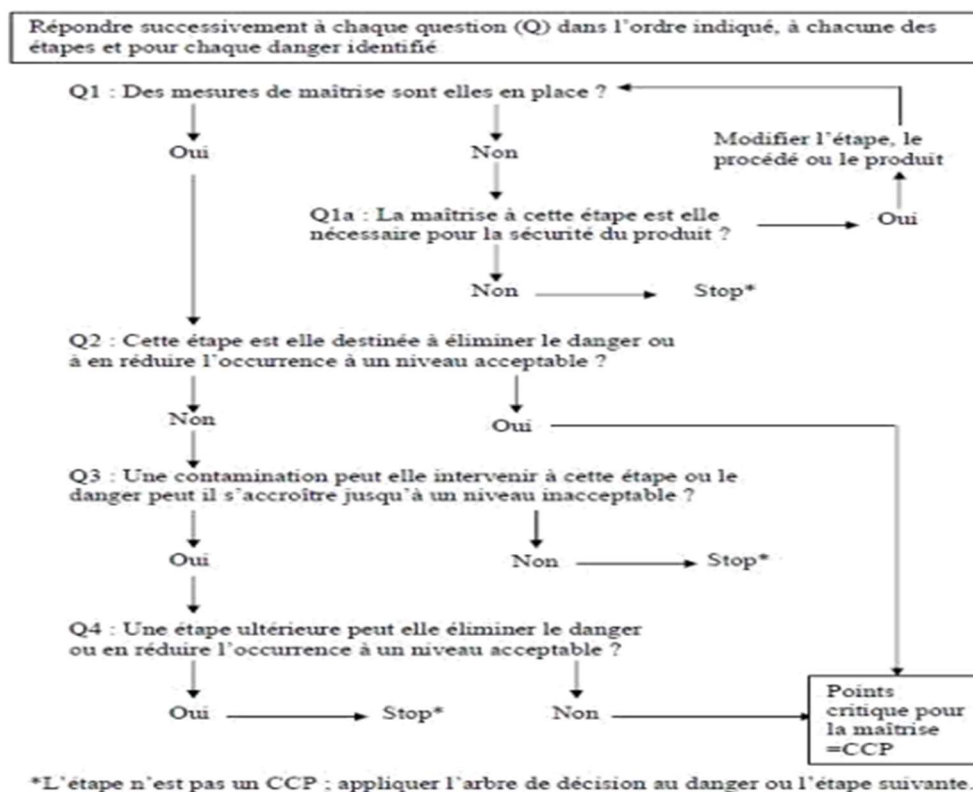 Répondre successivement à chaque question (Q) dans l'ordre indiqué, à chacune des
étapes et pour chaque danger identifié
Q1 : Des mesures de maîtrise sont elles en place ?
Oui
Non
Modifier l'étape, le
procédé ou le produit
Q1a : La maîtrise à cette étape est elle
nécessaire pour la sécurité du produit ?
Oui
Non
Stop*
Q2 : Cette étape est elle destinée à éliminer le danger ou
à en réduire l'occurrence à un niveau acceptable ?
Non
Oui
Q3 : Une contamination peut elle intervenir à cette étape ou le
danger peut il s'accroître jusqu'à un niveau inacceptable ?
Oui
Non
Stop*
Q4 : Une étape ultérieure peut elle éliminer le danger
ou en réduire l'occurrence à un niveau acceptable ?
Oui
Stop*
Non
Points
critique pour
la maîtrise
=CCP
*L'étape n'est pas un CCP ; appliquer l'arbre de décision au danger ou l'étape suivante.